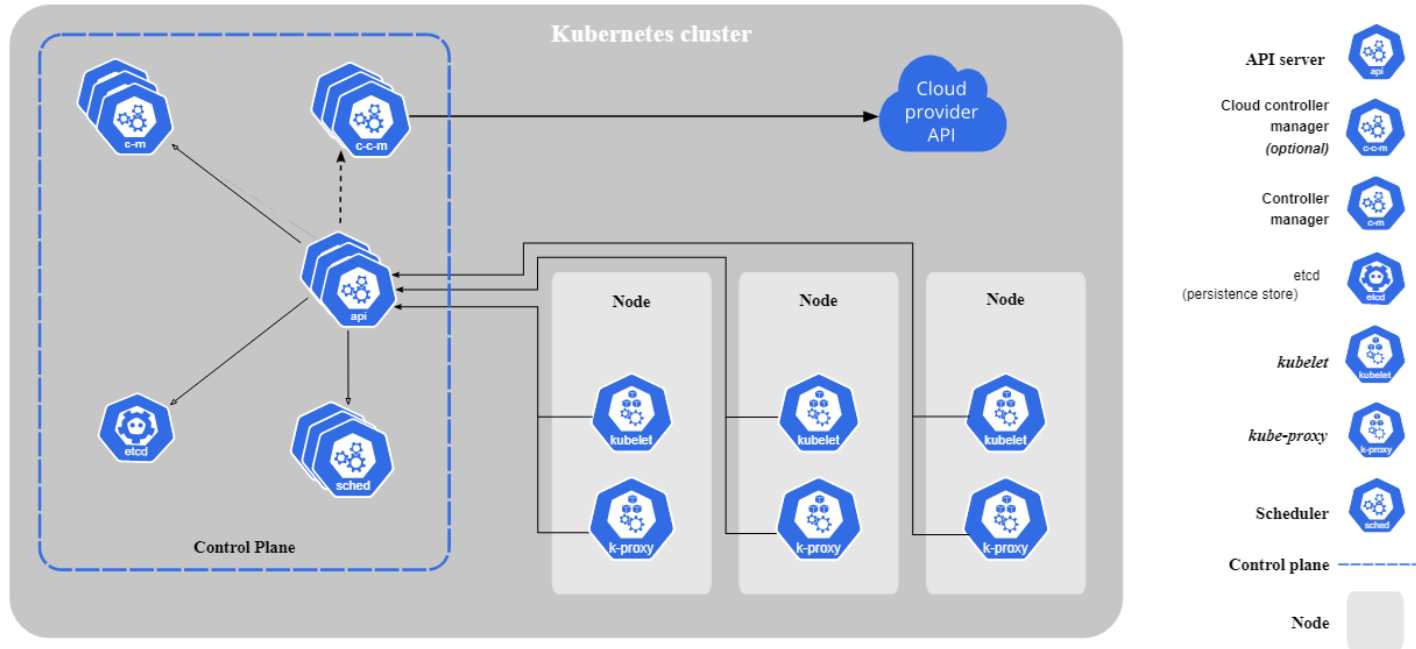 Kubernetes cluster
c-m
c-c-m
Cloud
provider
API
api
etcd
sched
Control Plane
Node
kubelet
k-proxy
Node
kubelet
k-proxy
Node
kubelet
k-proxy
API server
api
Cloud controller
manager
(optional)
c-c-m
Controller
manager
c-m
etcd
(persistence store)
etcd
kubelet
kubelet
kube-proxy
k-proxy
Scheduler
sched
Control plane
Node